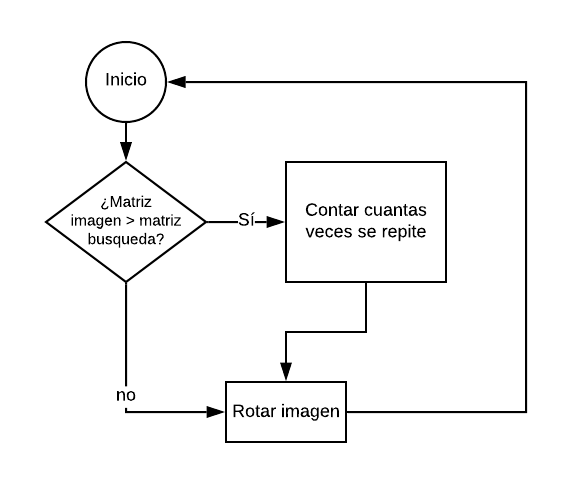 Inicio
¿Matriz
imagen > matriz
busqueda?
Sí
Contar cuantas
veces se repite
no
Rotar imagen